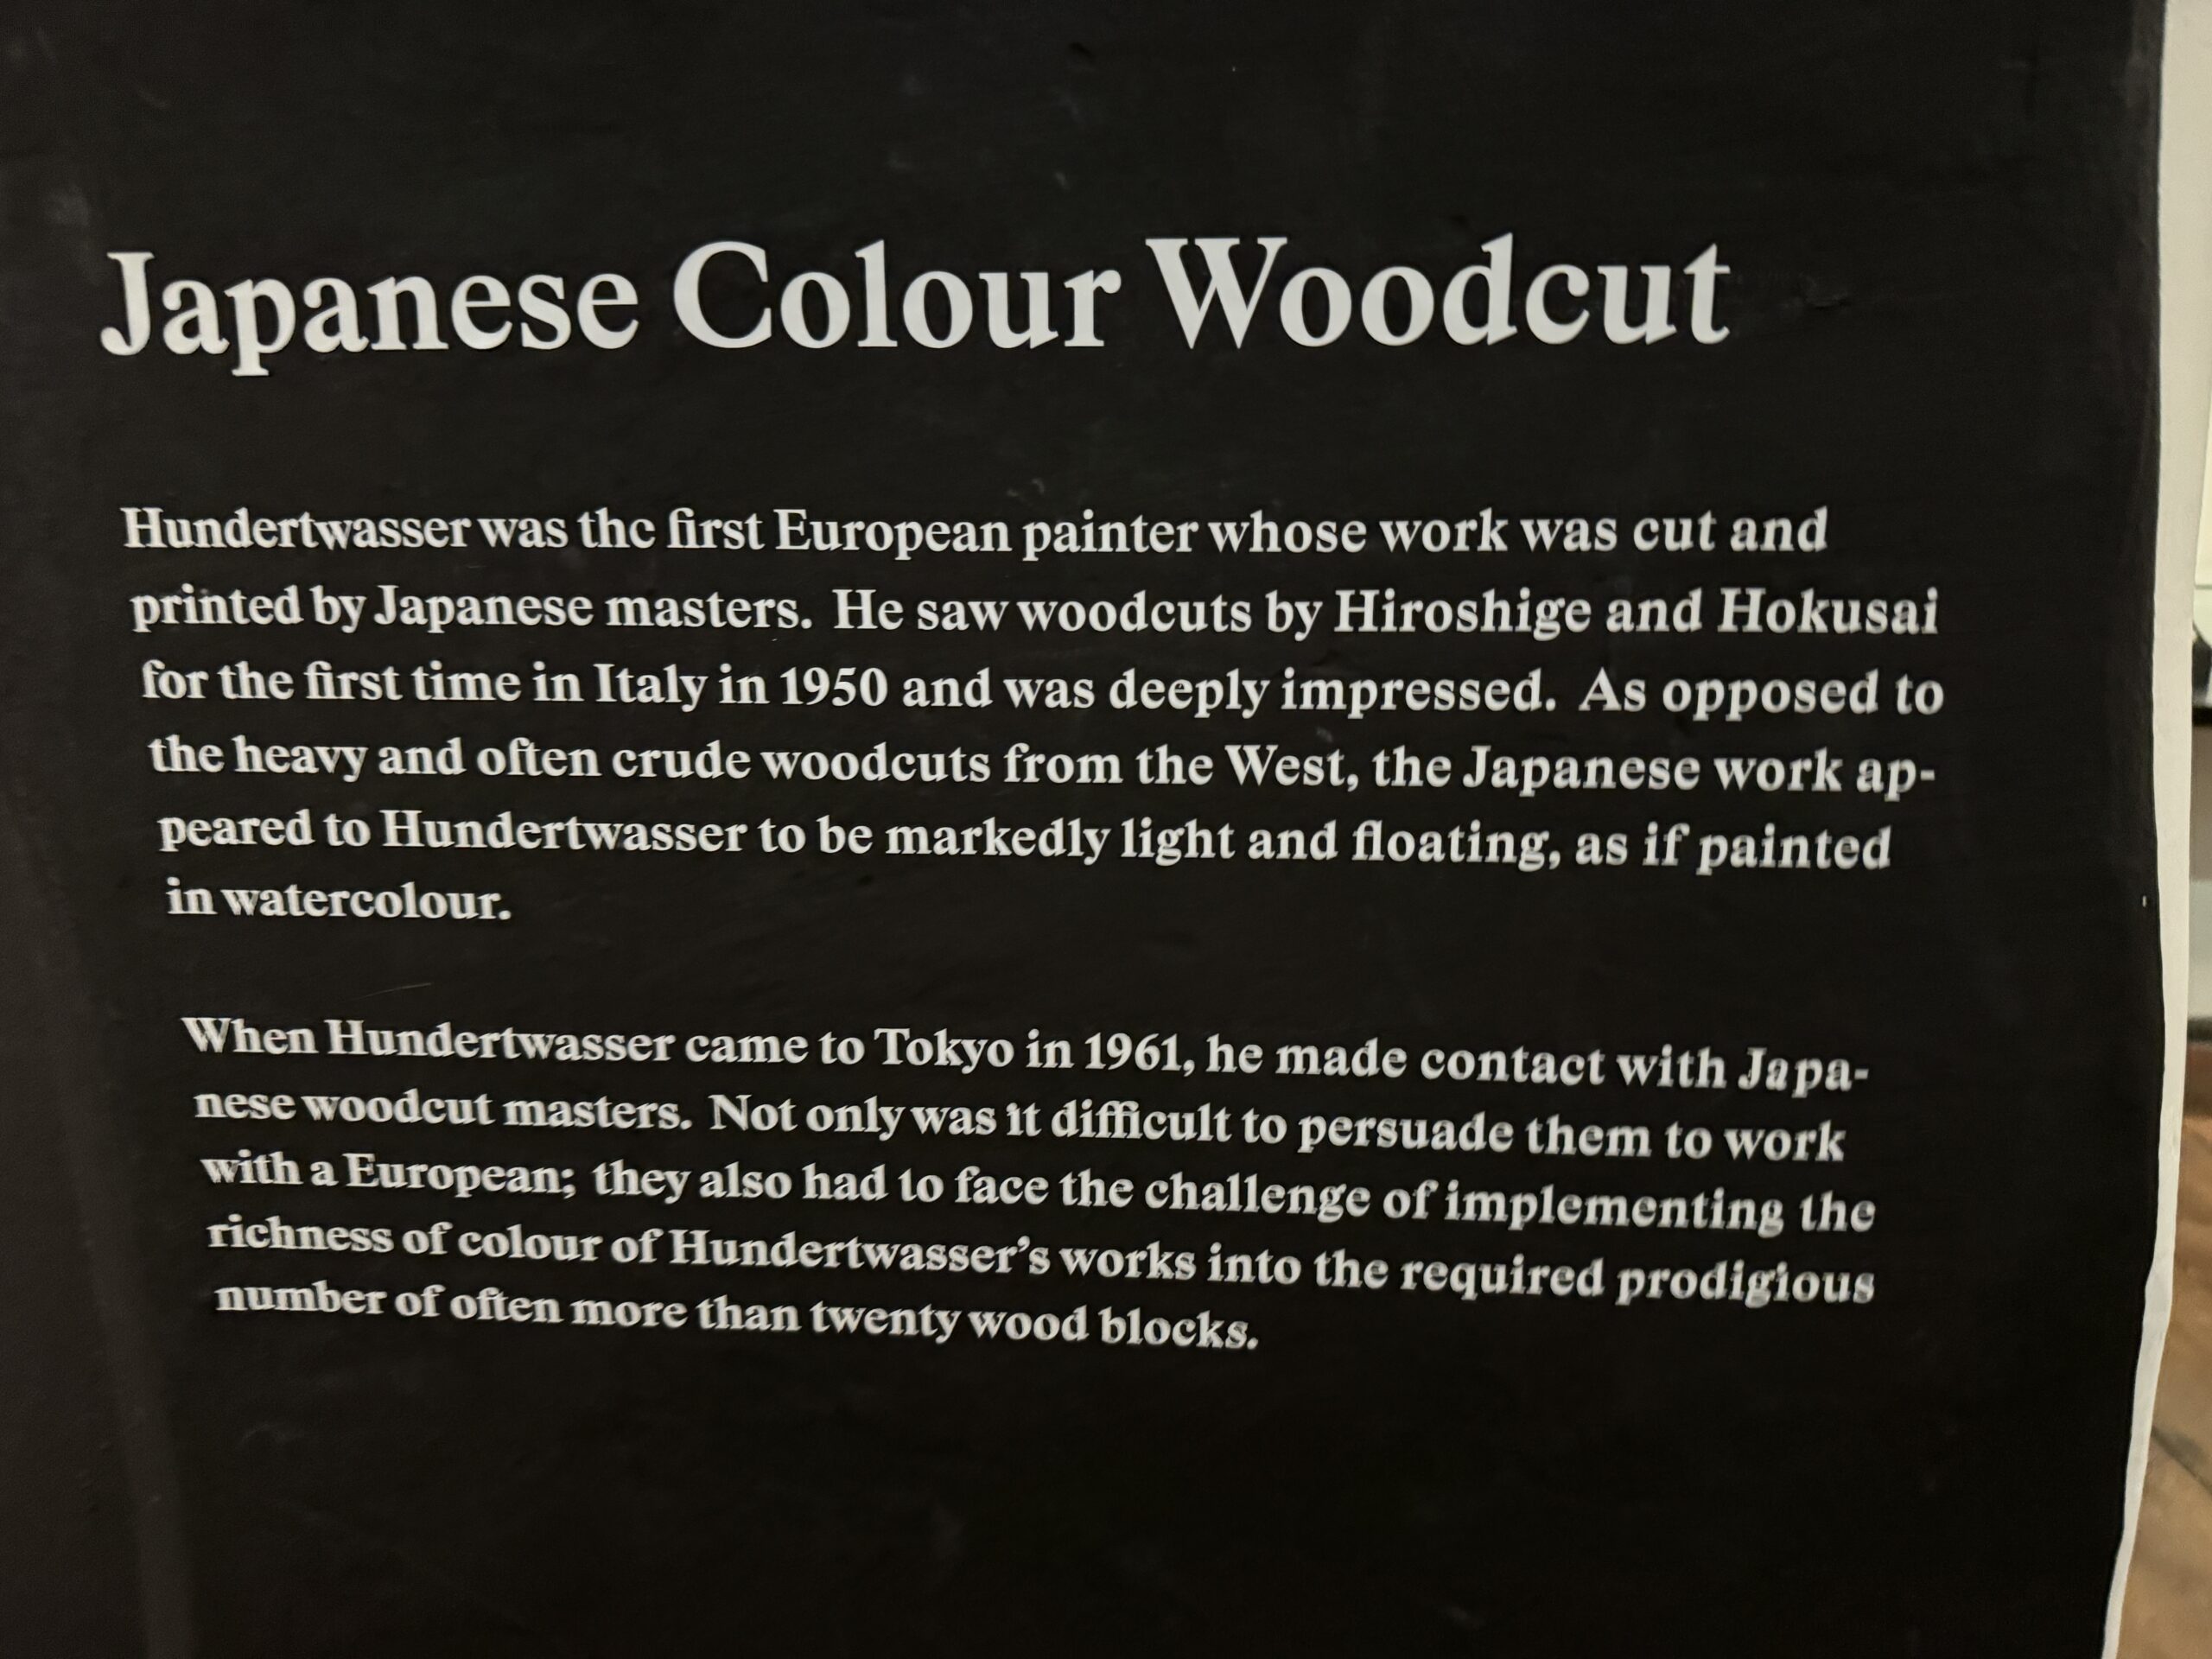 Japanese Colour Woodcut
Hundertwasser was the first European painter whose work was cut and
printed by Japanese masters. He saw woodcuts by Hiroshige and Hokusai
for the first time in Italy in 1950 and was deeply impressed. As opposed to
the heavy and often crude woodcuts from the West, the Japanese work ap-
peared to Hundertwasser to be markedly light and floating, as if painted
in watercolour.
When Hundertwasser came to Tokyo in 1961, he made contact with Japa-
nese woodcut masters. Not only was it difficult to persuade them to work
with a European; they also had to face the challenge of implementing the
richness of colour of Hundertwasser's works into the required prodigious
number of often more than twenty wood blocks.